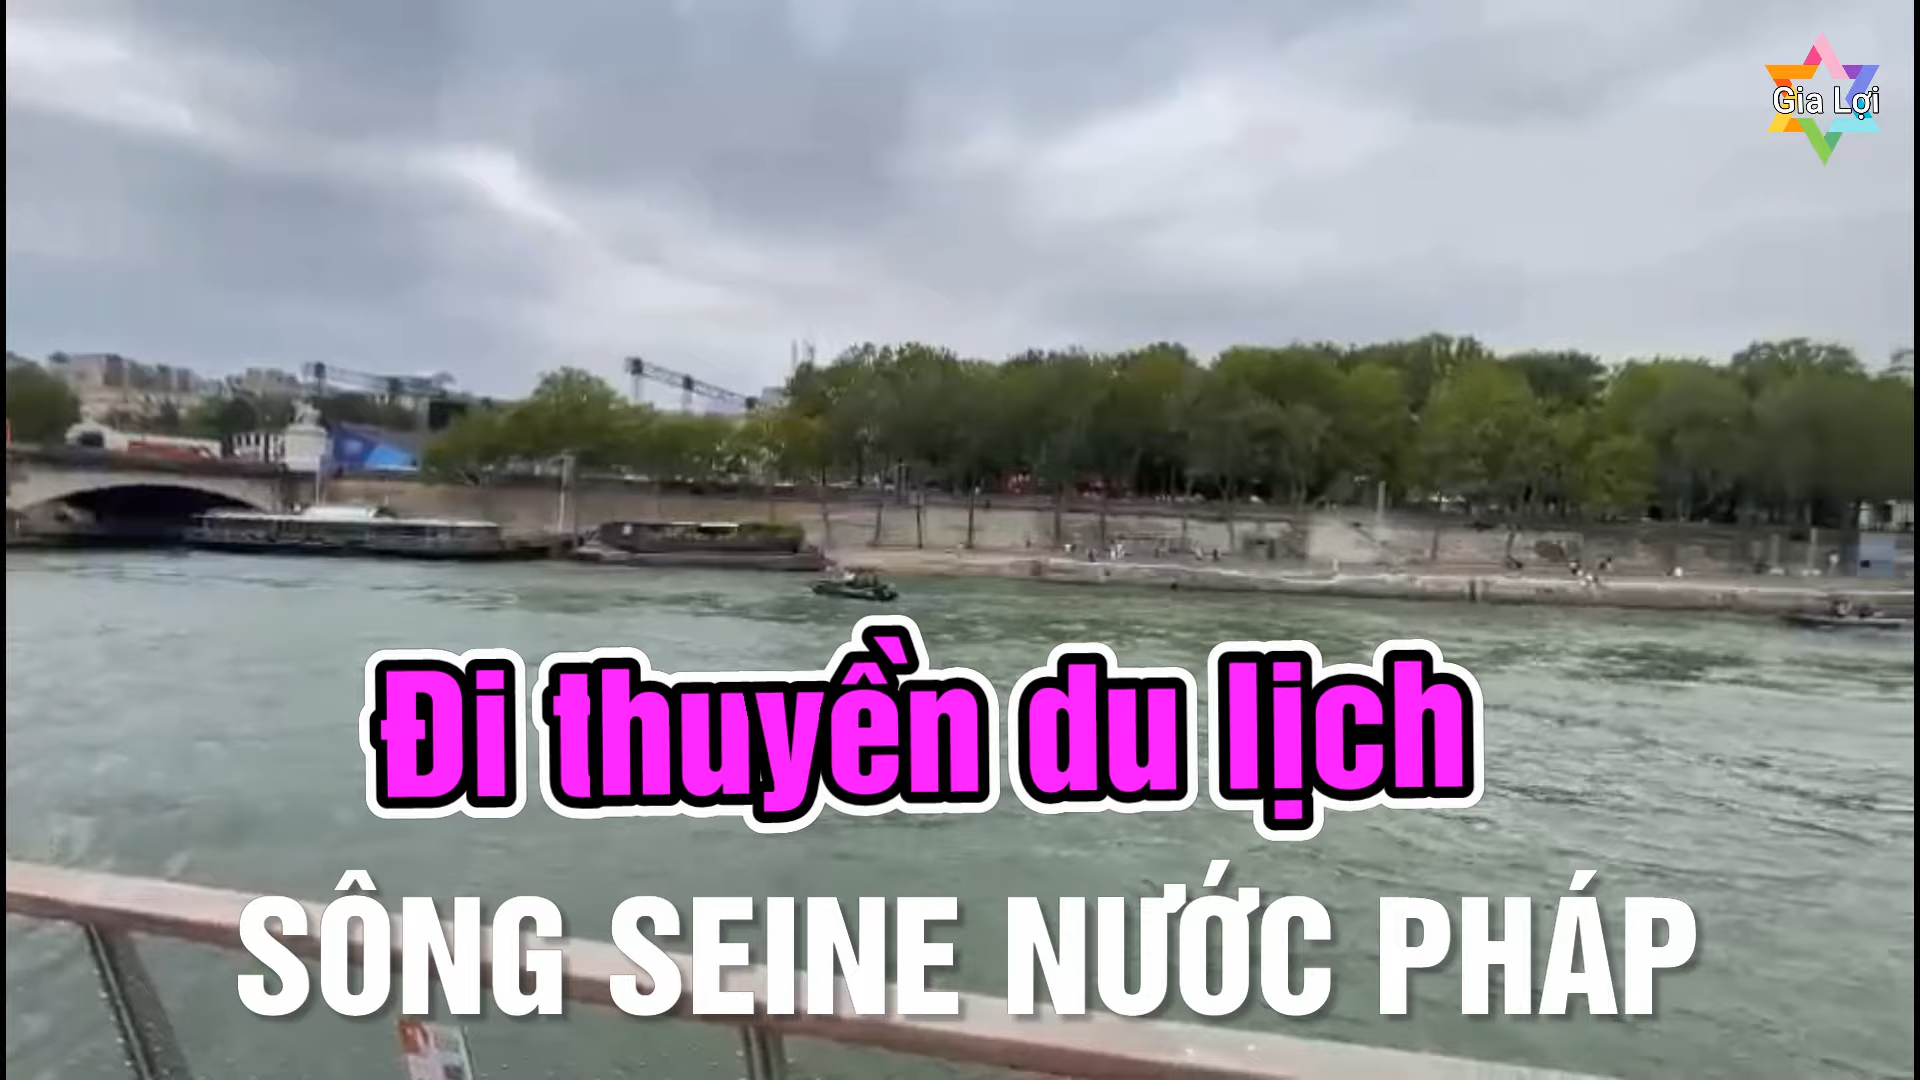 Gia Lợi
Đi thuyền du lịch
SÔNG SEINE NƯỚC PHÁP